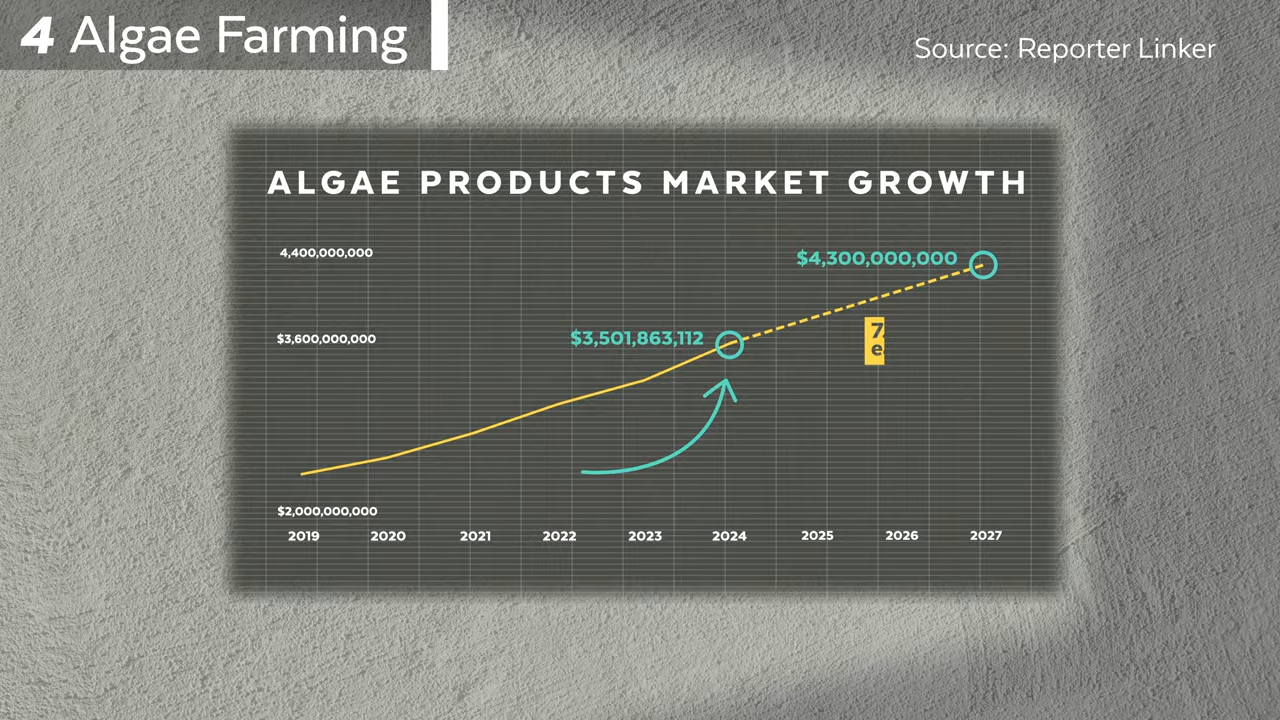 4 Algae Farming
Source: Reporter Linker
ALGAE PRODUCTS MARKET GROWTH
4,400,000,000
$4,300,000,000
$3,600,000,000
$3,501,863,112
$2,000,000,000
2019 2020 2021 2022 2023 2024 2025 2026 2027